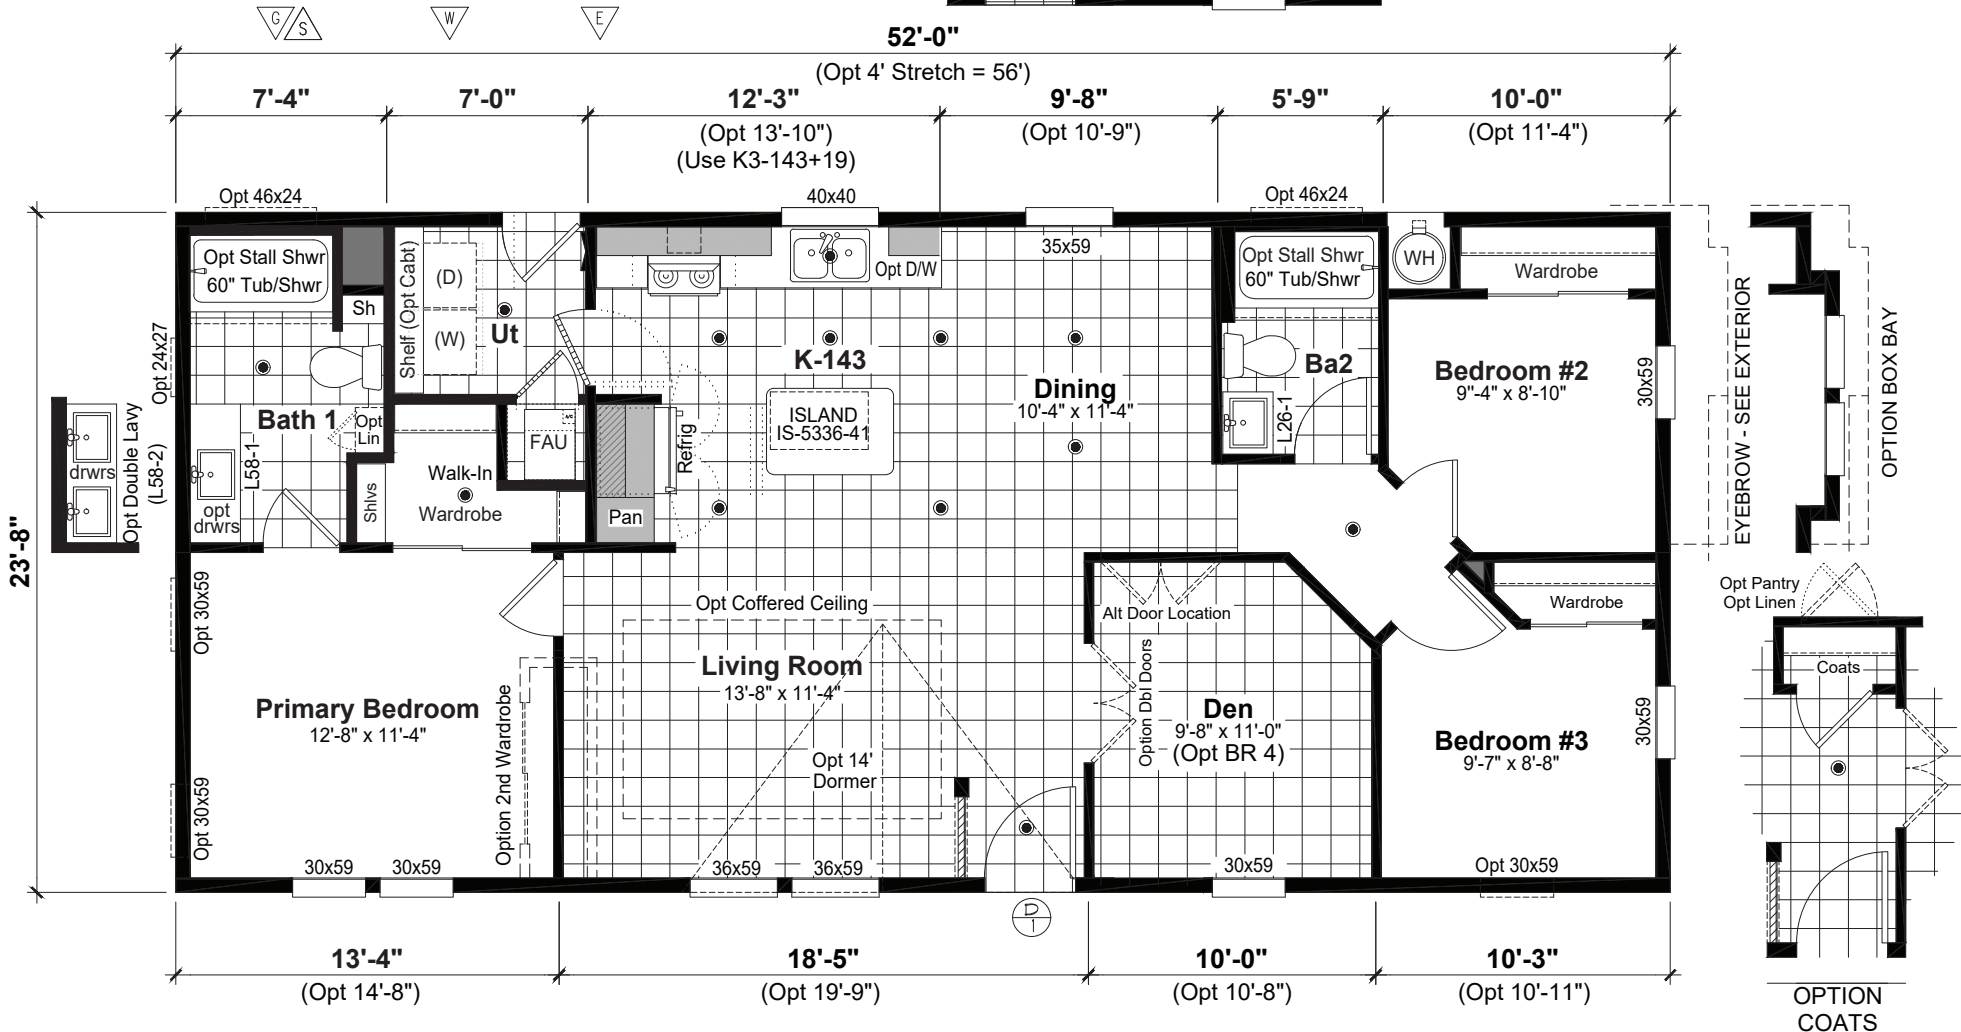 G
S
W
E
52'-0"
(Opt 4' Stretch = 56')
7'-4"
7'-0"
12'-3"
9'-8"
5'-9"
10'-0"
(Opt 13'-10")
(Opt 10'-9")
(Opt 11'-4")
(Use K3-143+19)
Opt 46x24
40x40
Opt 46x24
35x59
Opt Stall Shwr
60" Tub/Shwr
Sh
Shelf (Opt Cabt)
(D)
(W)
Ut
Opt D/W
K-143
Dining
10'-4" x 11'-4"
ISLAND
IS-5336-41
Opt Stall Shwr
60" Tub/Shwr
Ba2
L26-1
WH
Wardrobe
Bedroom #2
9'-4" x 8'-10"
30x59
EYEBROW - SEE EXTERIOR
OPTION BOX BAY
Opt 24x27
Bath 1
Opt
Lin
L58-1
opt
drwrs
drwrs
Opt Double Lavy
(L58-2)
23'-8"
Walk-In
Wardrobe
Shlvs
FAU
A/C
Refrig
Pan
Opt 30x59
Opt 30x59
Primary Bedroom
12'-8" x 11'-4"
Option 2nd Wardrobe
30x59
30x59
Opt Coffered Ceiling
Living Room
13'-8" x 11'-4"
Opt 14'
Dormer
36x59
36x59
Alt Door Location
Option Dbl Doors
Den
9'-8" x 11'-0"
(Opt BR 4)
30x59
Wardrobe
Bedroom #3
9'-7" x 8'-8"
30x59
Opt 30x59
Opt Pantry
Opt Linen
Coats
D
1
13'-4"
18'-5"
10'-0"
10'-3"
(Opt 14'-8")
(Opt 19'-9")
(Opt 10'-8")
(Opt 10'-11")
OPTION
COATS